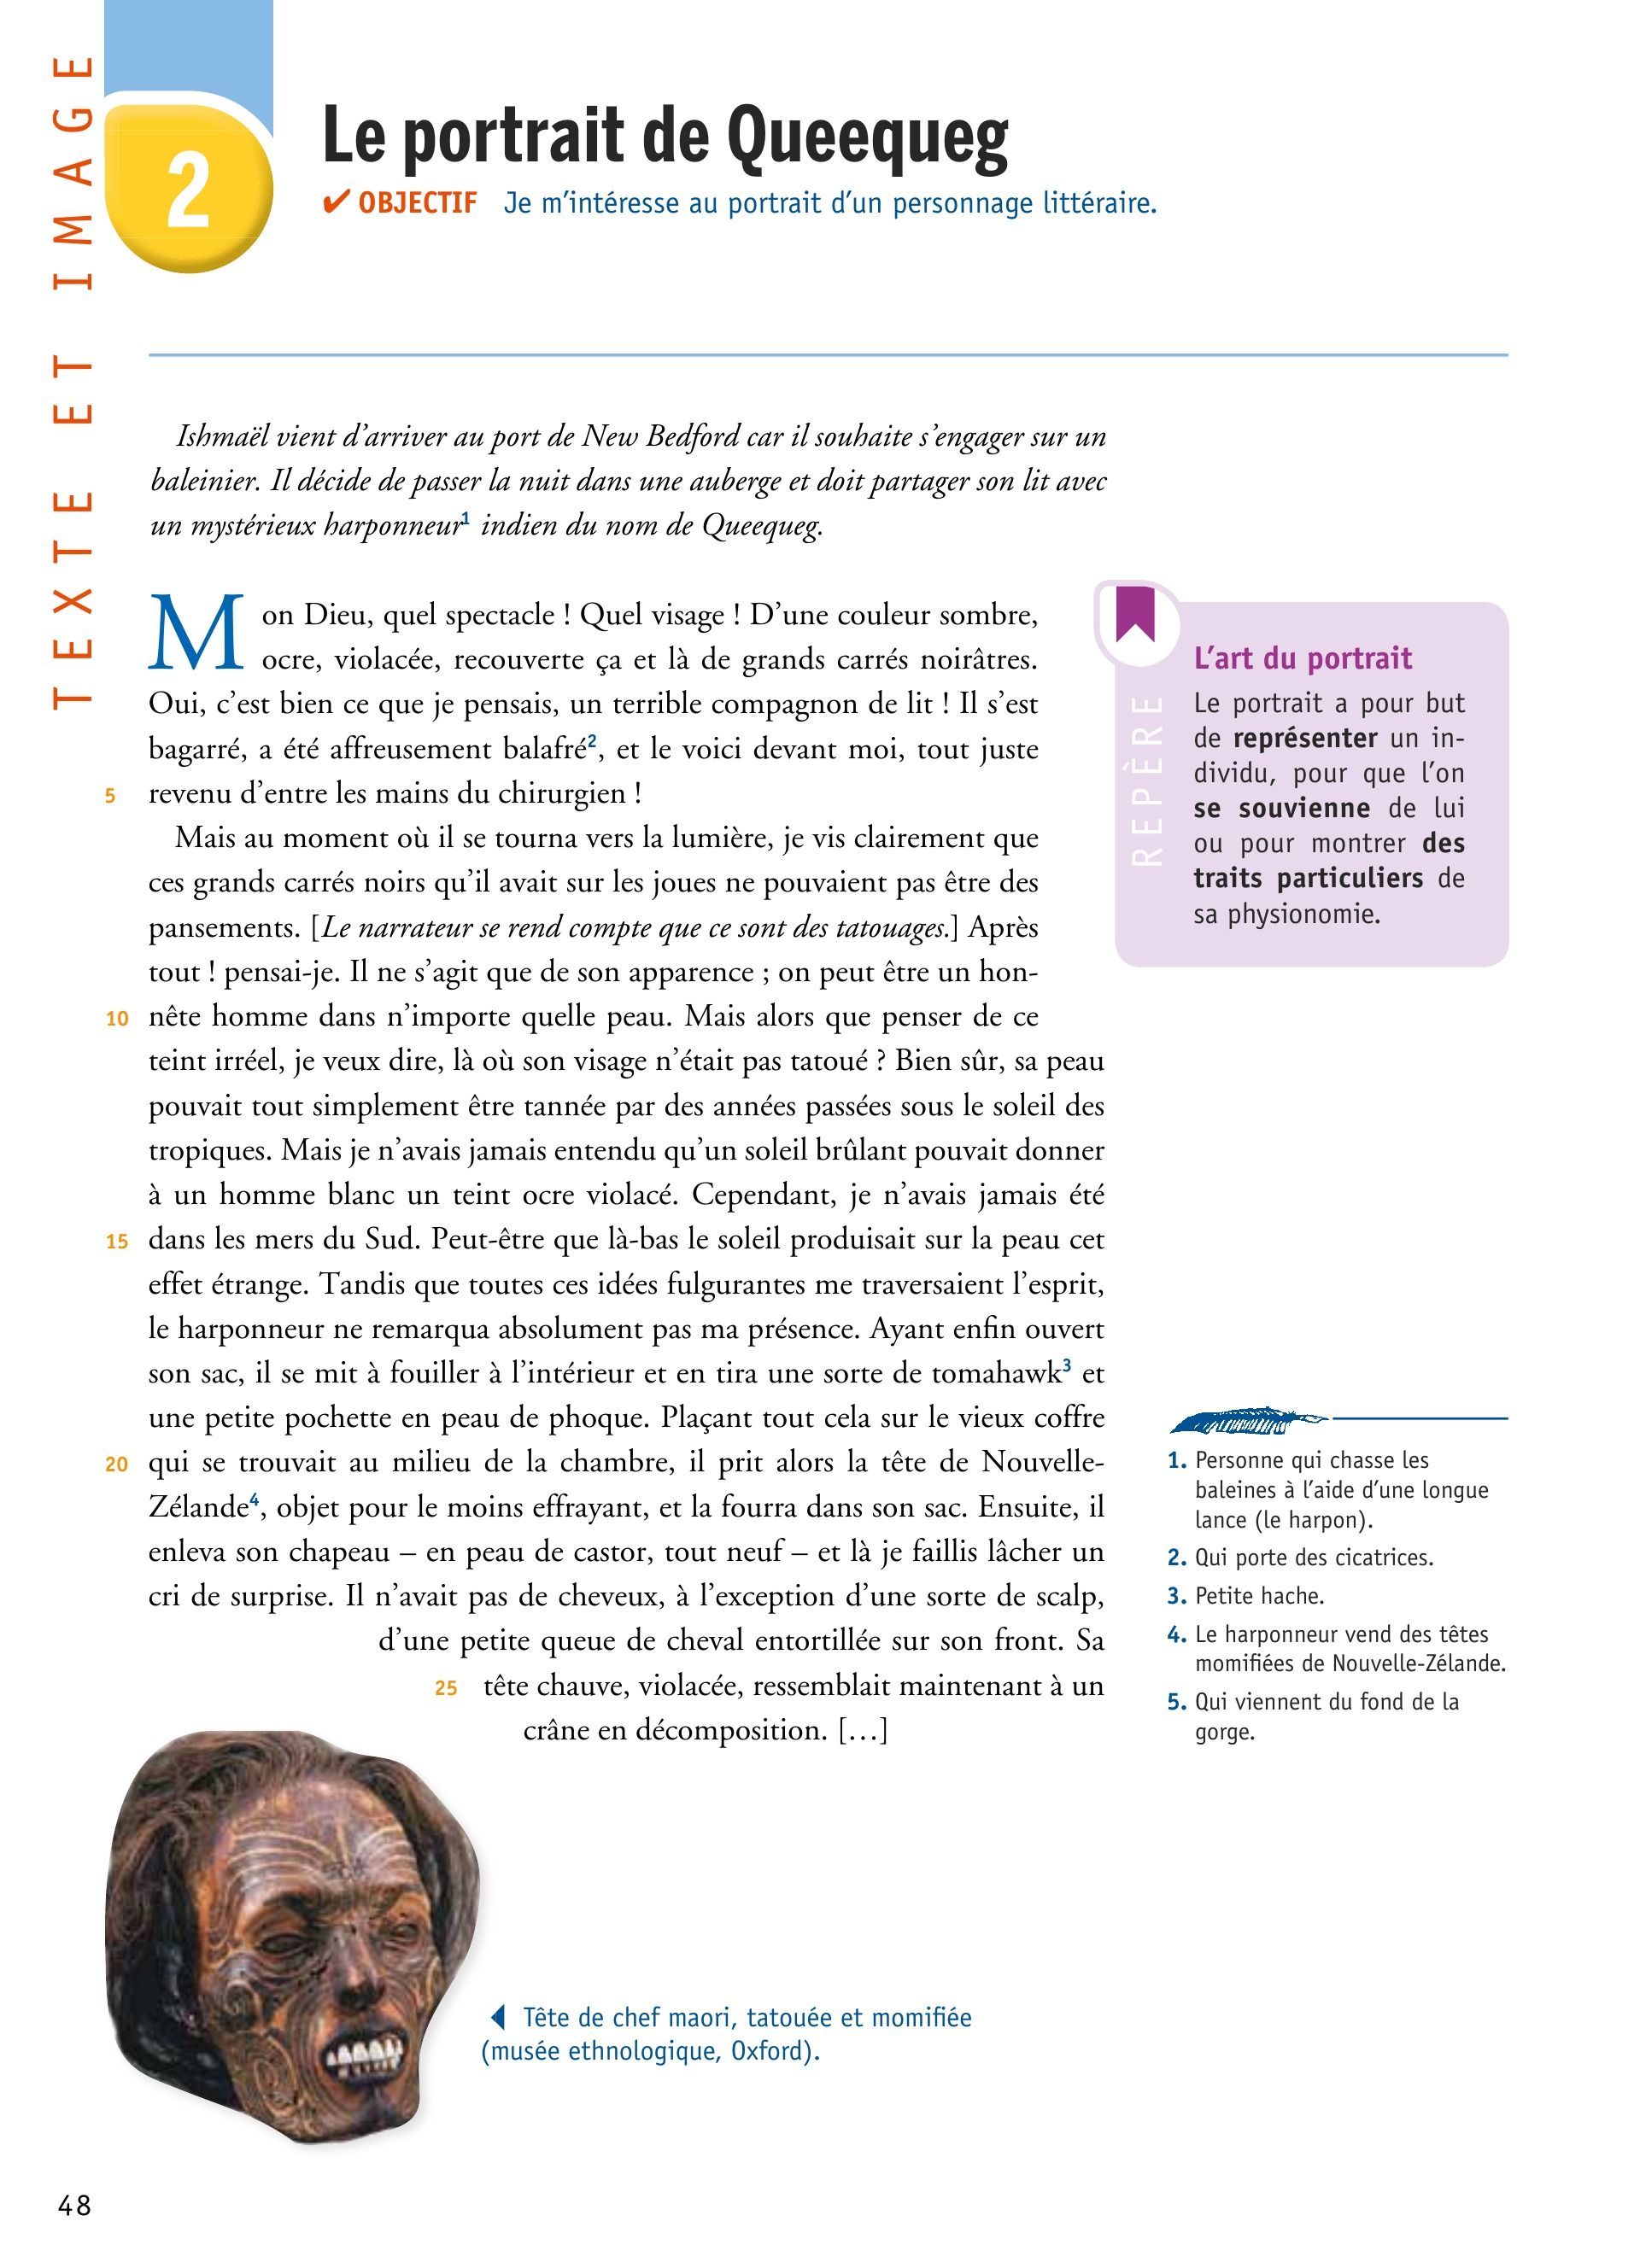 TEXTE ET IMAGE
2
Le portrait de Queequeg
✔ OBJECTIF Je m’intéresse au portrait d’un personnage littéraire.
Ishmaël vient d’arriver au port de New Bedford car il souhaite s’engager sur un
baleinier. Il décide de passer la nuit dans une auberge et doit partager son lit avec
un mystérieux harponneur1 indien du nom de Queequeg.
Mon Dieu, quel spectacle ! Quel visage ! D’une couleur sombre,
ocre, violacée, recouverte ça et là de grands carrés noirâtres.
Oui, c’est bien ce que je pensais, un terrible compagnon de lit ! Il s’est
bagarré, a été affreusement balafré2, et le voici devant moi, tout juste
5 revenu d’entre les mains du chirurgien !
Mais au moment où il se tourna vers la lumière, je vis clairement que
ces grands carrés noirs qu’il avait sur les joues ne pouvaient pas être des
pansements. [Le narrateur se rend compte que ce sont des tatouages.] Après
tout ! pensai-je. Il ne s’agit que de son apparence ; on peut être un hon-
10 nête homme dans n’importe quelle peau. Mais alors que penser de ce
teint irréel, je veux dire, là où son visage n’était pas tatoué ? Bien sûr, sa peau
pouvait tout simplement être tannée par des années passées sous le soleil des
tropiques. Mais je n’avais jamais entendu qu’un soleil brûlant pouvait donner
à un homme blanc un teint ocre violacé. Cependant, je n’avais jamais été
15 dans les mers du Sud. Peut-être que là-bas le soleil produisait sur la peau cet
effet étrange. Tandis que toutes ces idées fulgurantes me traversaient l’esprit,
le harponneur ne remarqua absolument pas ma présence. Ayant enfin ouvert
son sac, il se mit à fouiller à l’intérieur et en tira une sorte de tomahawk3 et
une petite pochette en peau de phoque. Plaçant tout cela sur le vieux coffre
20 qui se trouvait au milieu de la chambre, il prit alors la tête de Nouvelle-
Zélande4, objet pour le moins effrayant, et la fourra dans son sac. Ensuite, il
enleva son chapeau – en peau de castor, tout neuf – et là je faillis lâcher un
cri de surprise. Il n’avait pas de cheveux, à l’exception d’une sorte de scalp,
d’une petite queue de cheval entortillée sur son front. Sa
25 tête chauve, violacée, ressemblait maintenant à un
crâne en décomposition. […]
REPÈRE
L’art du portrait
Le portrait a pour but
de représenter un in-
dividu, pour que l’on
se souvienne de lui
ou pour montrer des
traits particuliers de
sa physionomie.
1. Personne qui chasse les
baleines à l’aide d’une longue
lance (le harpon).
2. Qui porte des cicatrices.
3. Petite hache.
4. Le harponneur vend des têtes
momifiées de Nouvelle-Zélande.
5. Qui viennent du fond de la
gorge.
◀ Tête de chef maori, tatouée et momifiée
(musée ethnologique, Oxford).
48